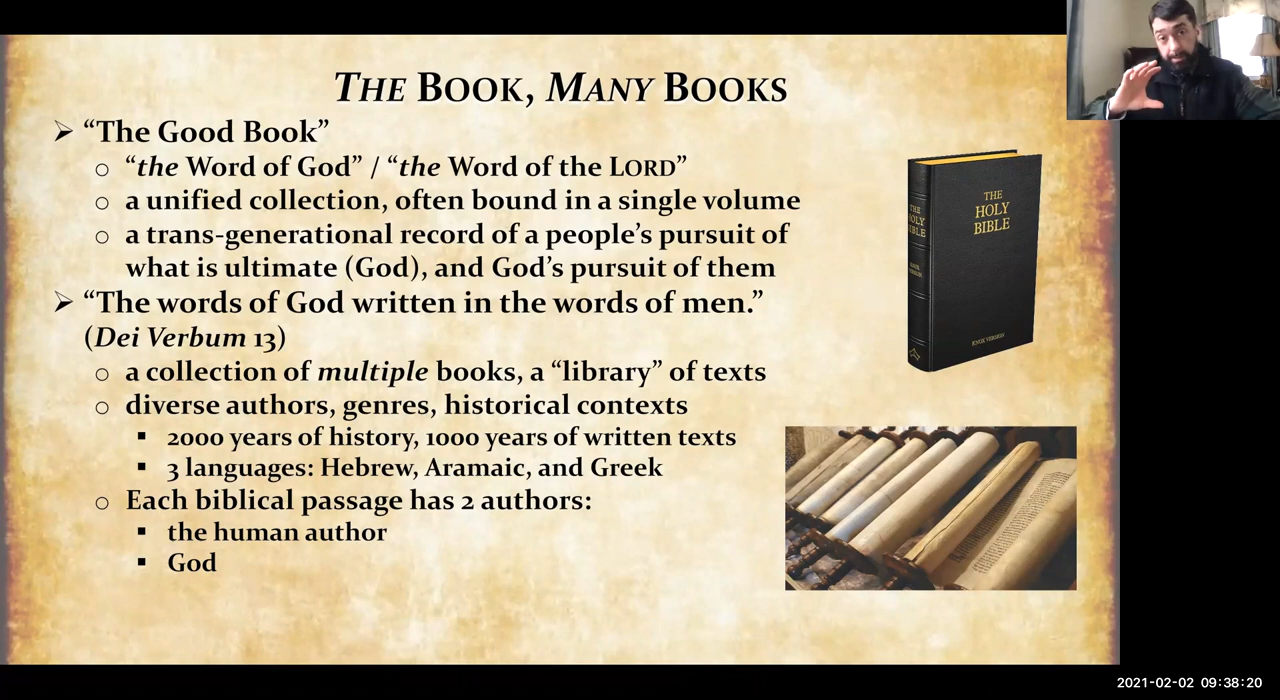 THE BOOK, MANY BOOKS
➢ “The Good Book”
o “the Word of God” / “the Word of the LORD”
o a unified collection, often bound in a single volume
o a trans-generational record of a people’s pursuit of
what is ultimate (God), and God’s pursuit of them
➢ “The words of God written in the words of men.”
(Dei Verbum 13)
o a collection of multiple books, a “library” of texts
o diverse authors, genres, historical contexts
▪ 2000 years of history, 1000 years of written texts
▪ 3 languages: Hebrew, Aramaic, and Greek
o Each biblical passage has 2 authors:
▪ the human author
▪ God
THE
HOLY
BIBLE
KNOX VERSION
THE
HOLY
BIBLE
KNOX
VERSION
2021-02-02 09:38:20